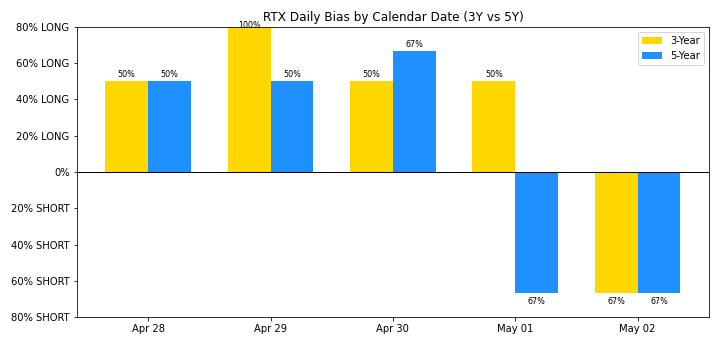 RTX Daily Bias by Calendar Date (3Y vs 5Y)
80% LONG
60% LONG
40% LONG
20% LONG
0%
20% SHORT
40% SHORT
60% SHORT
80% SHORT
3-Year
5-Year
50%
50%
100%
50%
50%
67%
50%
67%
67%
67%
Apr 28
Apr 29
Apr 30
May 01
May 02